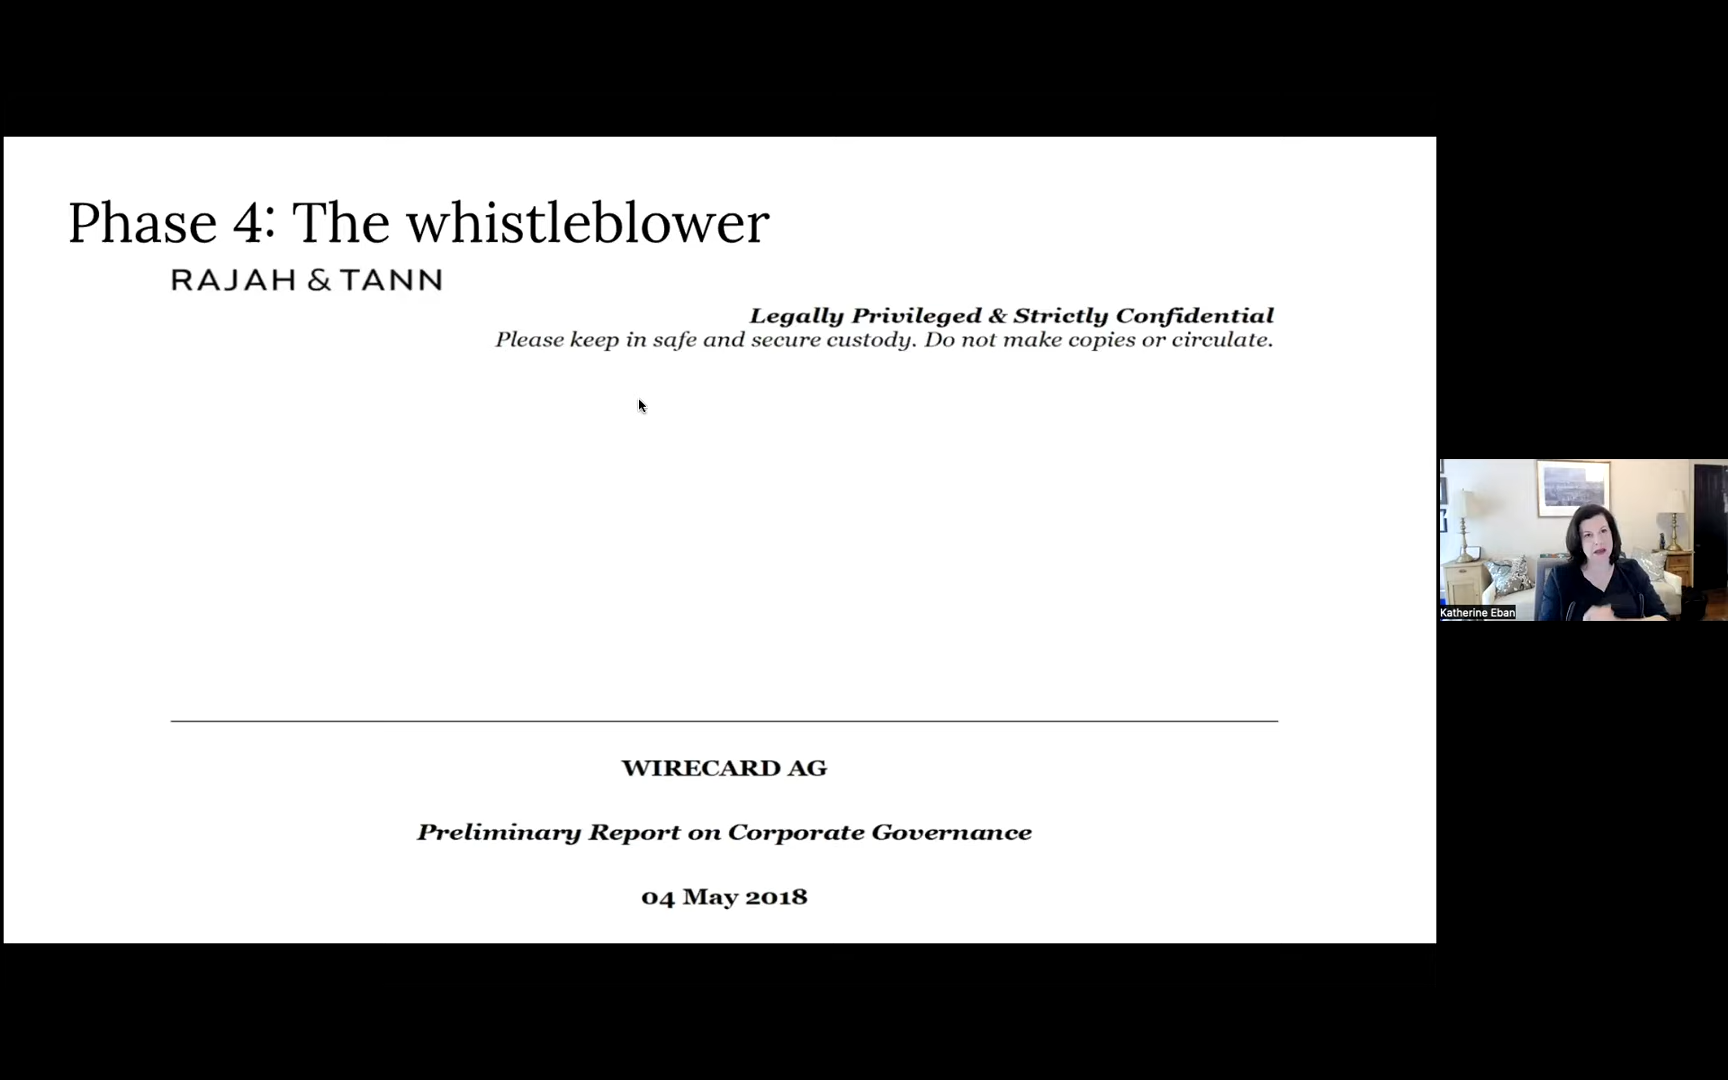 Phase 4: The whistleblower
RAJAH & TANN
Legally Privileged & Strictly Confidential
Please keep in safe and secure custody. Do not make copies or circulate.
WIRECARD AG
Preliminary Report on Corporate Governance
04 May 2018
Katherine Eban